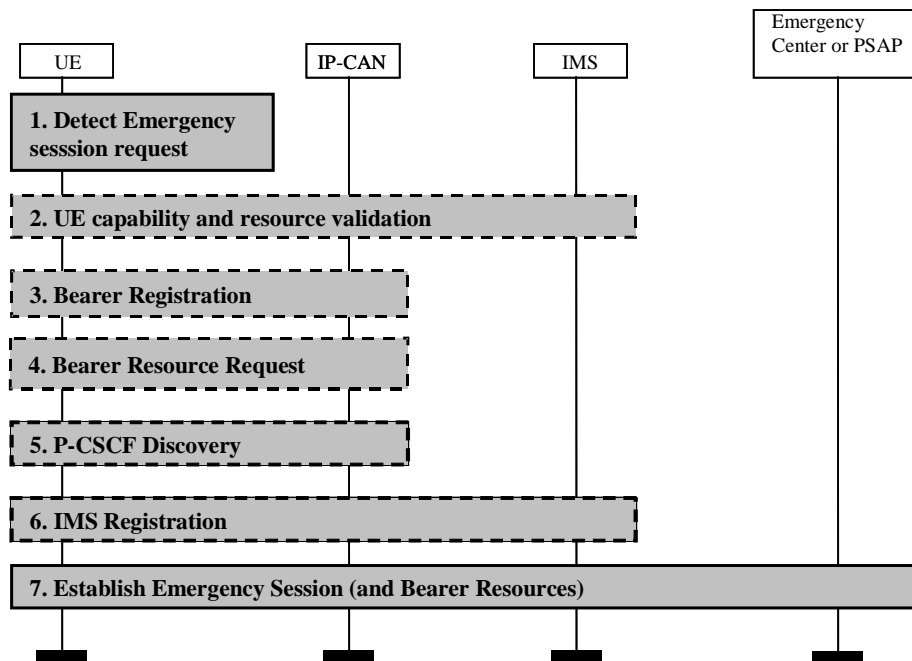 UE
IP-CAN
IMS
Emergency
Center or PSAP
1. Detect Emergency
sesssion request
2. UE capability and resource validation
3. Bearer Registration
4. Bearer Resource Request
5. P-CSCF Discovery
6. IMS Registration
7. Establish Emergency Session (and Bearer Resources)